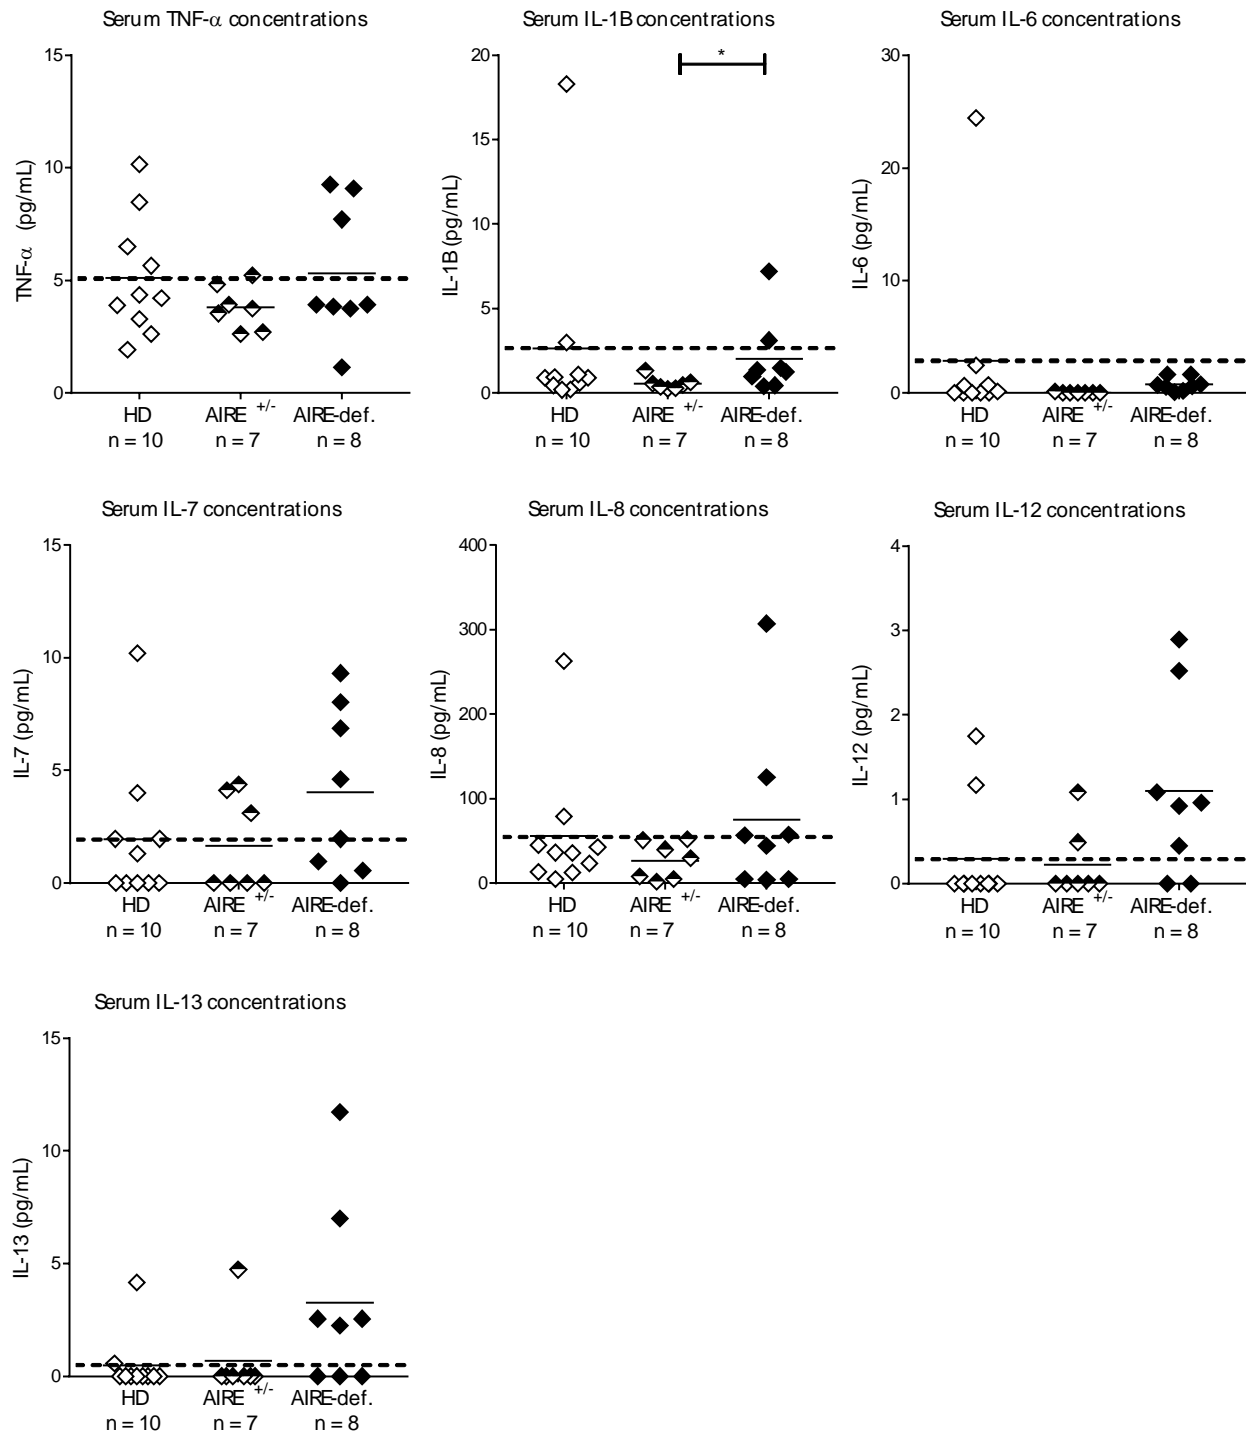 Serum TNF-α concentrations
15
10
5
0
TNF-α (pg/mL)
HD AIRE +/- AIRE-def.
n = 10 n = 7 n = 8
Serum IL-1B concentrations
*
20
15
10
5
0
IL-1B (pg/mL)
HD AIRE +/- AIRE-def.
n = 10 n = 7 n = 8
Serum IL-6 concentrations
30
20
10
0
IL-6 (pg/mL)
HD AIRE +/- AIRE-def.
n = 10 n = 7 n = 8
Serum IL-7 concentrations
15
10
5
0
IL-7 (pg/mL)
HD AIRE +/- AIRE-def.
n = 10 n = 7 n = 8
Serum IL-8 concentrations
400
300
200
100
0
IL-8 (pg/mL)
HD AIRE +/- AIRE-def.
n = 10 n = 7 n = 8
Serum IL-12 concentrations
4
3
2
1
0
IL-12 (pg/mL)
HD AIRE +/- AIRE-def.
n = 10 n = 7 n = 8
Serum IL-13 concentrations
15
10
5
0
IL-13 (pg/mL)
HD AIRE +/- AIRE-def.
n = 10 n = 7 n = 8